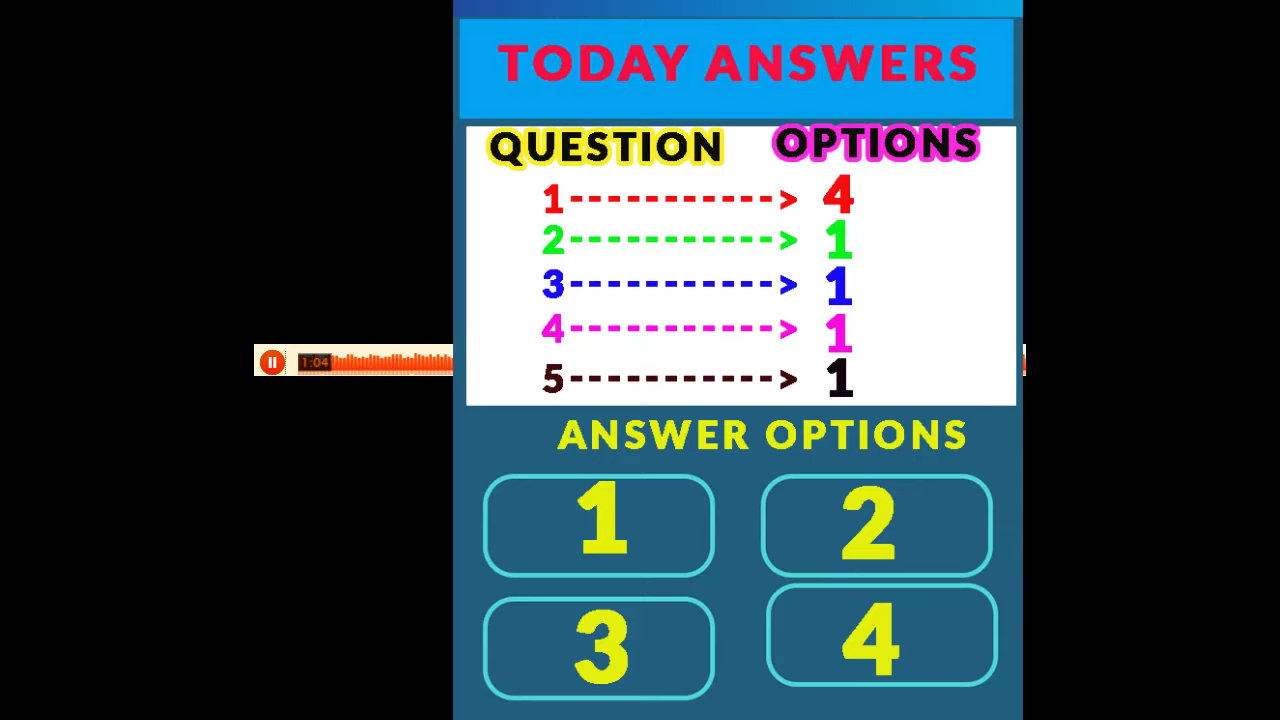 TODAY ANSWERS
QUESTION OPTIONS
1-----------> 4
2-----------> 1
3-----------> 1
4-----------> 1
5-----------> 1
1:04
ANSWER OPTIONS
1 2
3 4